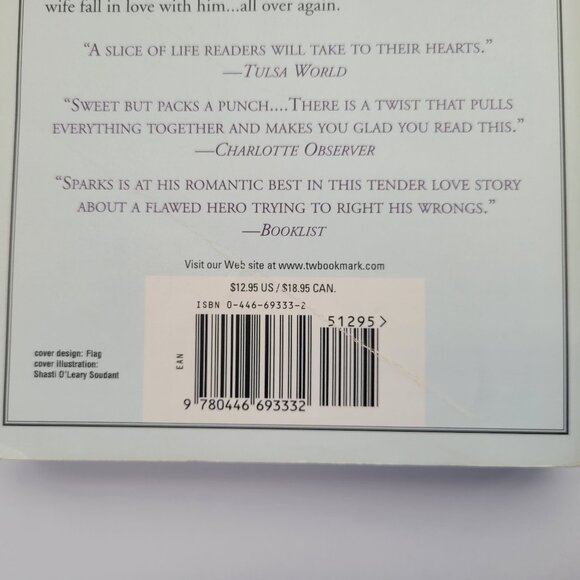 wife fall in love with him...all over again.
“A SLICE OF LIFE READERS WILL TAKE TO THEIR HEARTS.”
—TULSA WORLD
“SWEET BUT PACKS A PUNCH....THERE IS A TWIST THAT PULLS
EVERYTHING TOGETHER AND MAKES YOU GLAD YOU READ THIS.”
—CHARLOTTE OBSERVER
“SPARKS IS AT HIS ROMANTIC BEST IN THIS TENDER LOVE STORY
ABOUT A FLAWED HERO TRYING TO RIGHT HIS WRONGS.”
—BOOKLIST
Visit our Web site at www.twbookmark.com
$12.95 US / $18.95 CAN.
ISBN 0-446-69333-2
51295>
EAN
9 780446 693332
cover design: Flag
cover illustration:
Shasti O'Leary Soudant